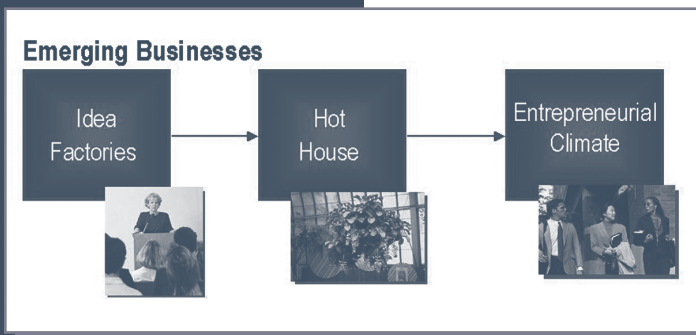 Emerging Businesses
Idea
Factories
Hot
House
Entrepreneurial
Climate